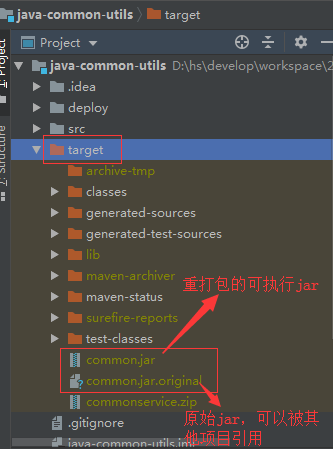 java-common-utils
target
Project
java-common-utils D:\hs\develop\workspace\2
.idea
deploy
src
target
archive-tmp
classes
generated-sources
generated-test-sources
lib
maven-archiver
maven-status
surefire-reports
test-classes
common.jar
common.jar.original
commonservice.zip
.gitignore
java-common-utils.iml
1: Project
7: Structure
重打包的可执行jar
原始jar，可以被其
他项目引用